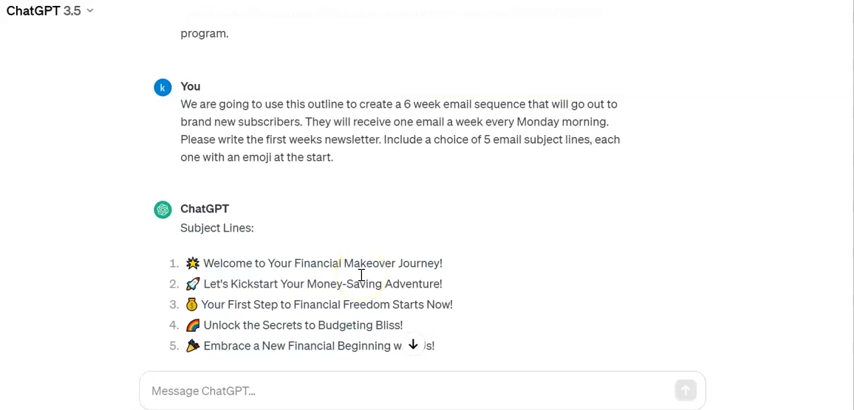 ChatGPT 3.5
program.
You
k
We are going to use this outline to create a 6 week email sequence that will go out to
brand new subscribers. They will receive one email a week every Monday morning.
Please write the first weeks newsletter. Include a choice of 5 email subject lines, each
one with an emoji at the start.
ChatGPT
Subject Lines:
1. 🌟 Welcome to Your Financial Makeover Journey!
2. 🚀 Let's Kickstart Your Money-Saving Adventure!
3. 💰 Your First Step to Financial Freedom Starts Now!
4. 🌈 Unlock the Secrets to Budgeting Bliss!
5. 🎉 Embrace a New Financial Beginning
Message ChatGPT...